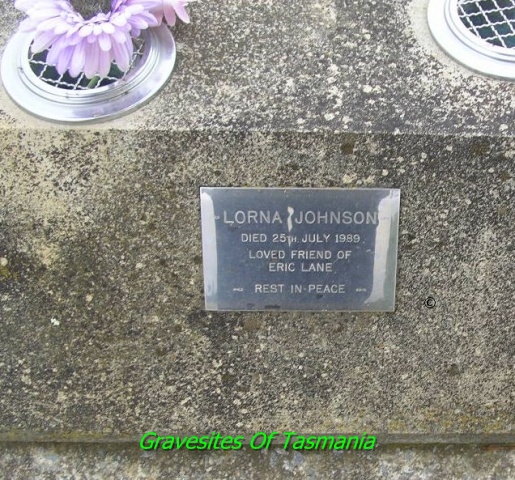 LORNA JOHNSON
DIED 25TH. JULY 1989.
LOVED FRIEND OF
ERIC LANE
REST IN PEACE
©
Gravesites Of Tasmania